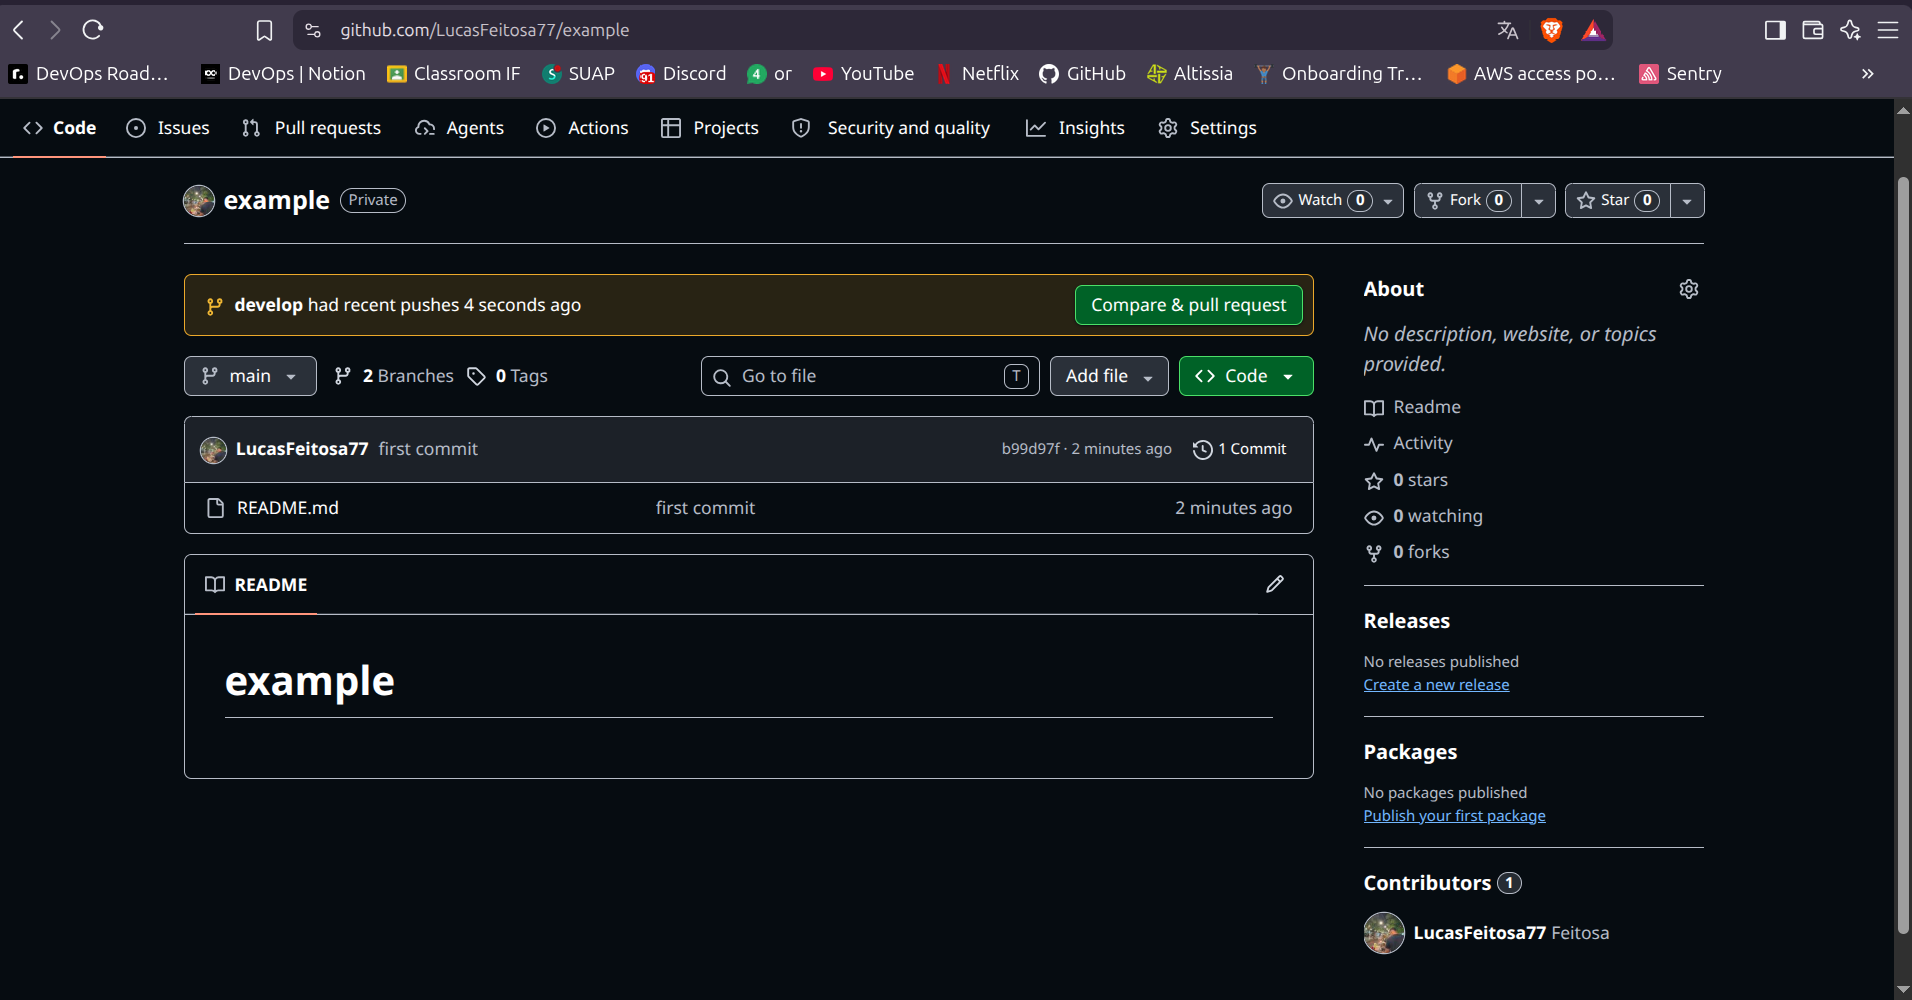 github.com/LucasFeitosa77/example
DevOps Road...
DevOps | Notion
Classroom IF
SUAP
91
Discord
4
or
YouTube
Netflix
GitHub
Altissia
Onboarding Tr...
AWS access po...
Sentry
»
Code
Issues
Pull requests
Agents
Actions
Projects
Security and quality
Insights
Settings
example
Private
Watch 0
Fork 0
Star 0
develop had recent pushes 4 seconds ago
Compare & pull request
main
2 Branches
0 Tags
Go to file
T
Add file
Code
LucasFeitosa77 first commit
b99d97f · 2 minutes ago
1 Commit
README.md
first commit
2 minutes ago
README
example
About
No description, website, or topics
provided.
Readme
Activity
0 stars
0 watching
0 forks
Releases
No releases published
Create a new release
Packages
No packages published
Publish your first package
Contributors 1
LucasFeitosa77 Feitosa